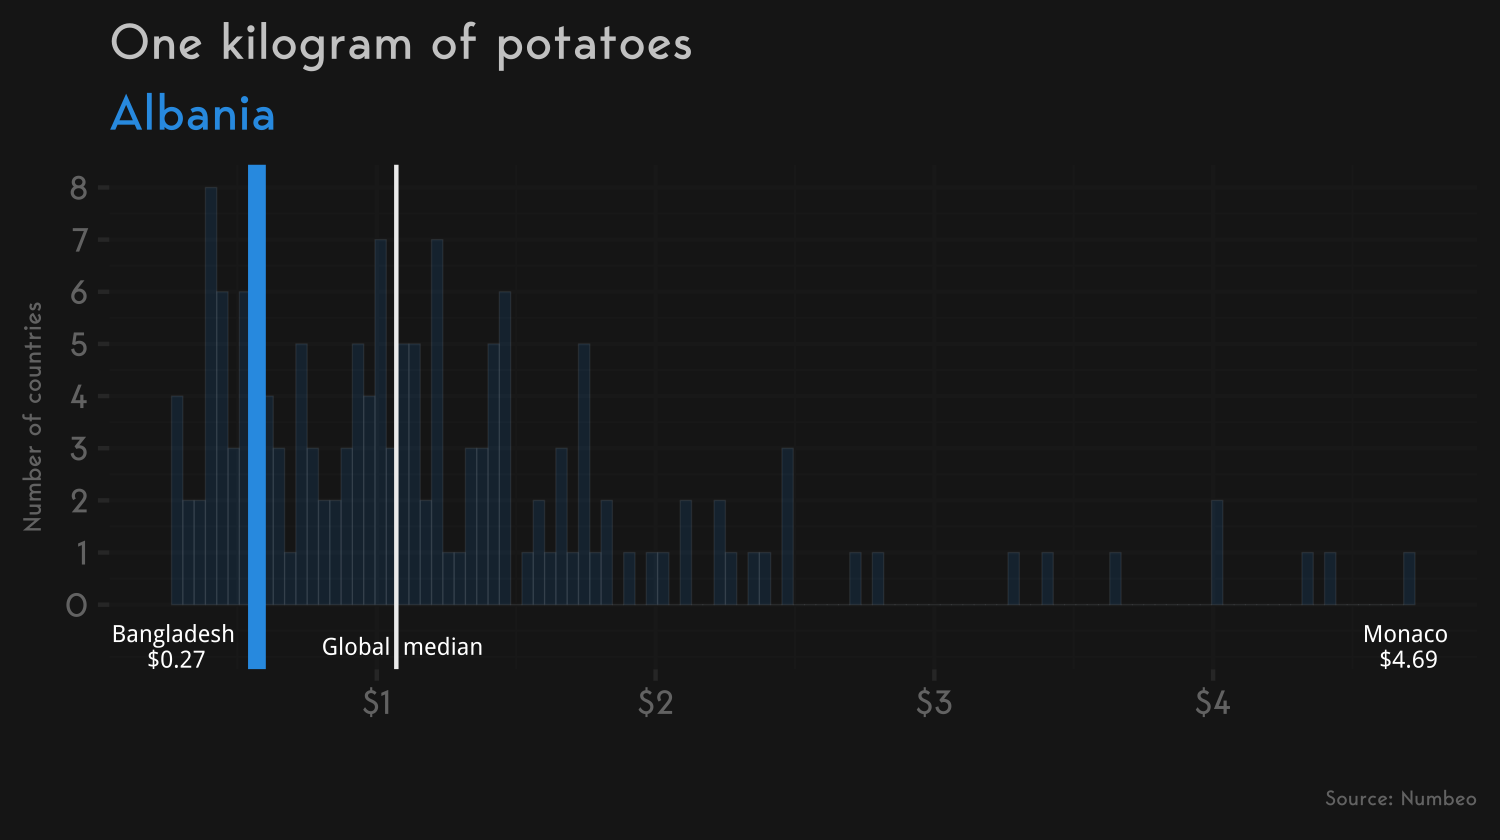 One kilogram of potatoes
Albania
8
7
6
5
4
3
2
1
0
Number of countries
Bangladesh
$0.27
Global median
Monaco
$4.69
$1 $2 $3 $4
Source: Numbeo